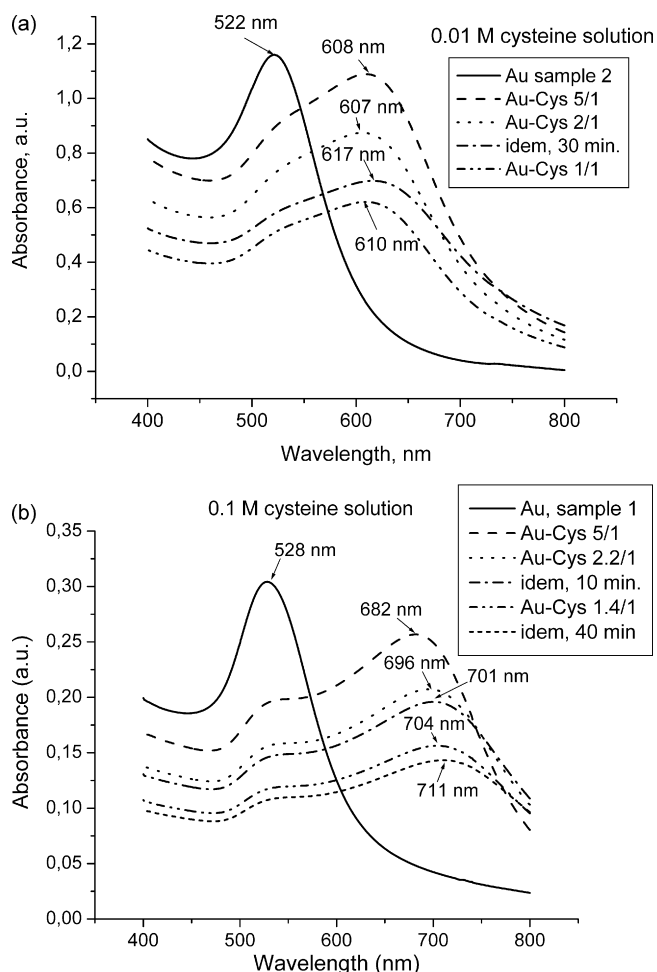 (a)
522 nm
608 nm
0.01 M cysteine solution
1,2
1,0
0,8
0,6
0,4
0,2
0,0
607 nm
617 nm
610 nm
Au sample 2
Au-Cys 5/1
Au-Cys 2/1
idem, 30 min.
Au-Cys 1/1
Absorbance, a.u.
400 500 600 700 800
Wavelength, nm
(b)
0.1 M cysteine solution
0,35
0,30
0,25
0,20
0,15
0,10
0,05
0,00
528 nm
682 nm
696 nm
701 nm
704 nm
711 nm
Au, sample 1
Au-Cys 5/1
Au-Cys 2.2/1
idem, 10 min.
Au-Cys 1.4/1
idem, 40 min
Absorbance (a.u.)
400 500 600 700 800
Wavelength (nm)